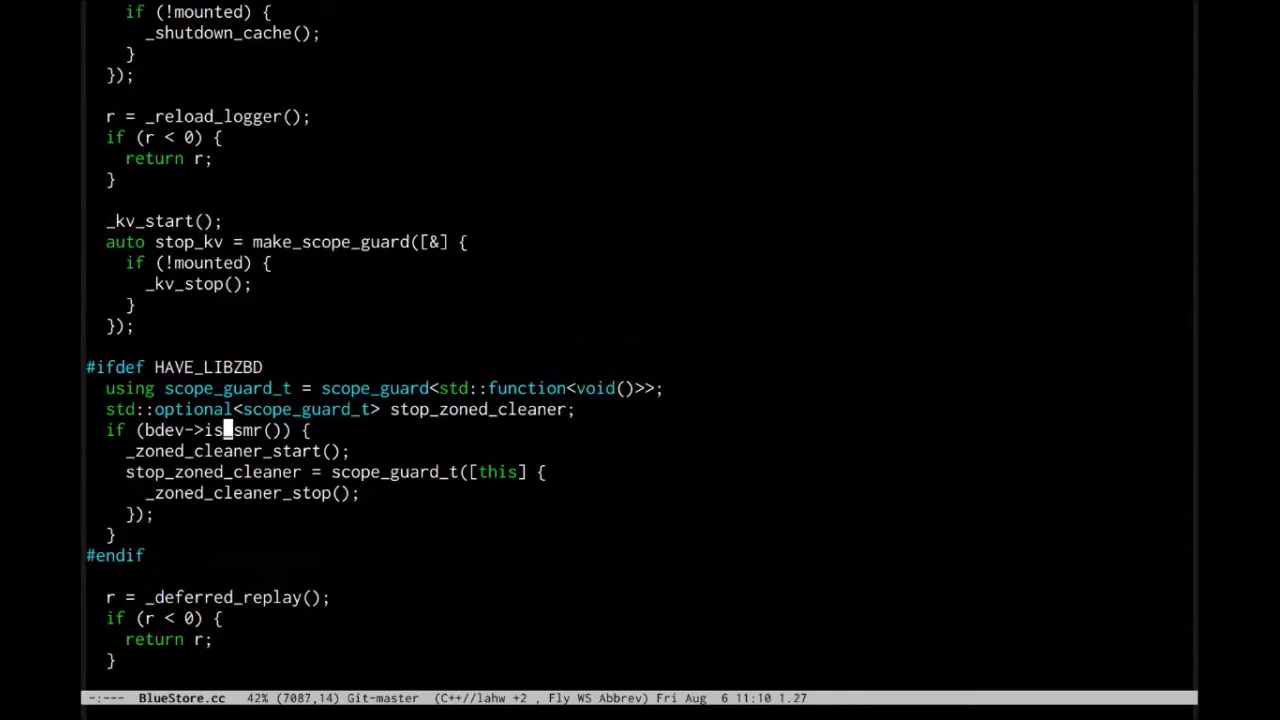 if (!mounted) {
_shutdown_cache();
}
});
r = _reload_logger();
if (r < 0) {
return r;
}
_kv_start();
auto stop_kv = make_scope_guard([&] {
if (!mounted) {
_kv_stop();
}
});
#ifdef HAVE_LIBZBD
using scope_guard_t = scope_guard<std::function<void()>>;
std::optional<scope_guard_t> stop_zoned_cleaner;
if (bdev->is_smr()) {
_zoned_cleaner_start();
stop_zoned_cleaner = scope_guard_t([this] {
_zoned_cleaner_stop();
});
}
#endif
r = _deferred_replay();
if (r < 0) {
return r;
}
-:--- BlueStore.cc 42% (7087,14) Git-master (C++//lahw +2 , Fly WS Abbrev) Fri Aug 6 11:10 1.27